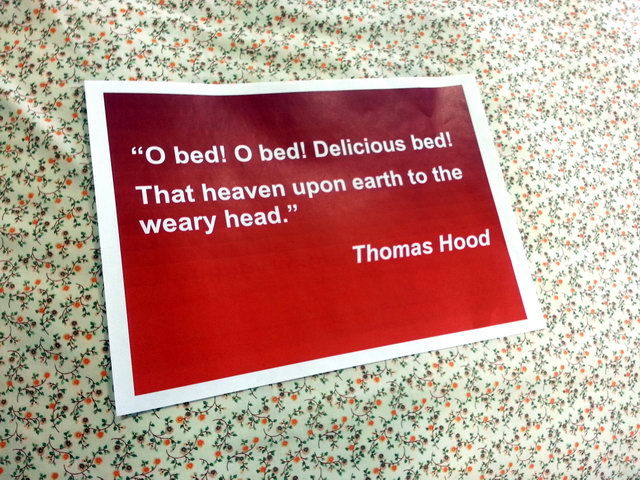 “O bed! O bed! Delicious bed!
That heaven upon earth to the
weary head.”
Thomas Hood